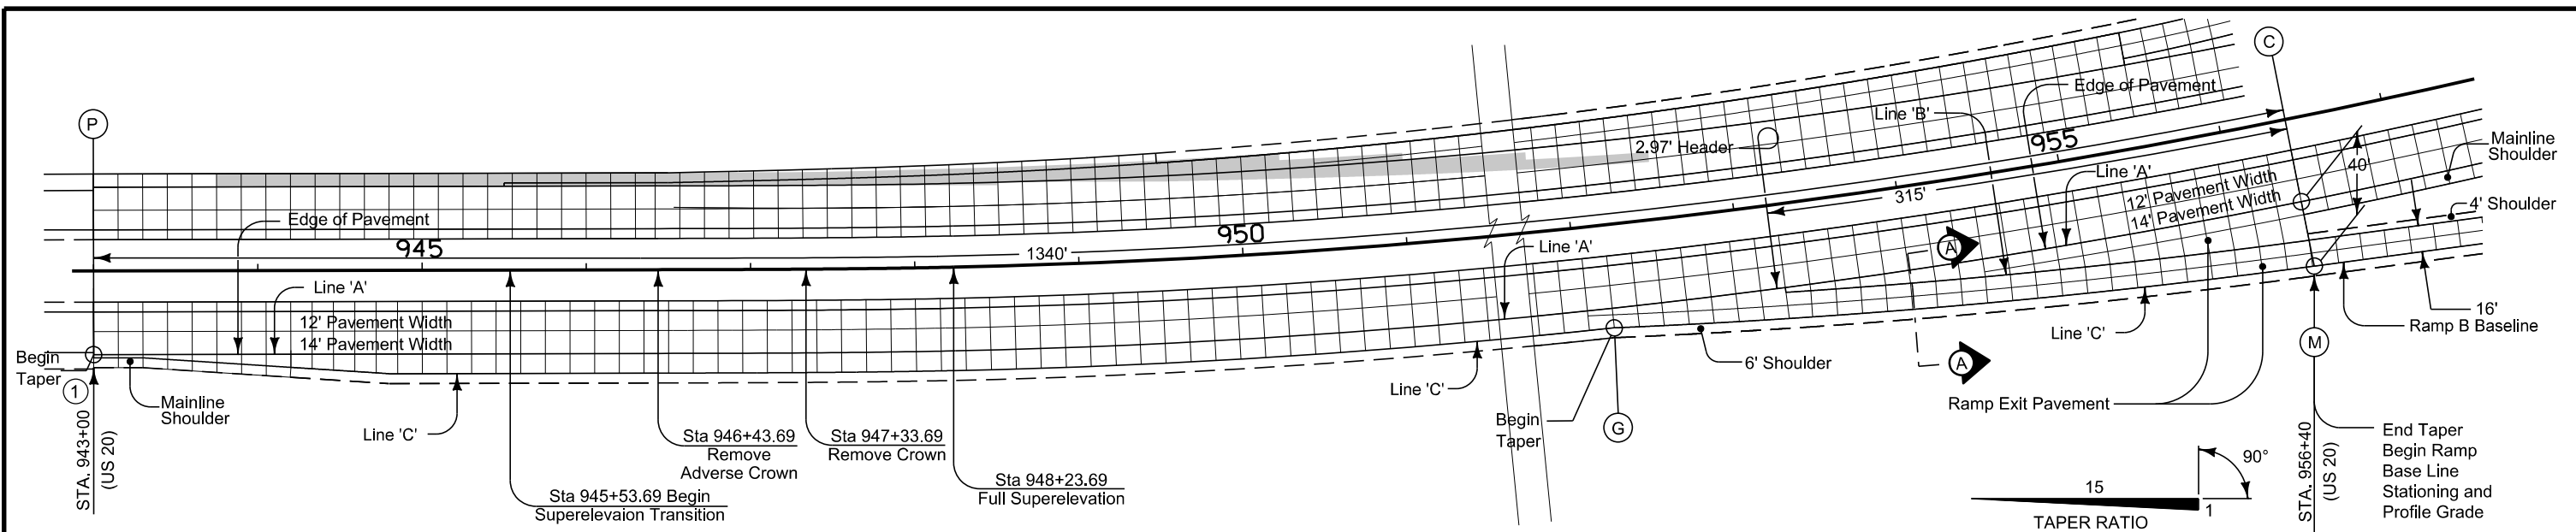 C
P
Edge of Pavement
Line 'B'
955
Mainline
Shoulder
2.97' Header
40'
Line 'A'
12' Pavement Width
14' Pavement Width
315'
4' Shoulder
Edge of Pavement
945
950
1340'
Line 'A'
A
Line 'A'
12' Pavement Width
14' Pavement Width
16'
Ramp B Baseline
Line 'C'
M
Begin
Taper
1
6' Shoulder
A
Line 'C'
Mainline
Shoulder
Ramp Exit Pavement
Begin
Taper
G
Line 'C'
STA. 943+00
(US 20)
Sta 946+43.69
Remove
Adverse Crown
Sta 947+33.69
Remove Crown
Sta 948+23.69
Full Superelevation
Sta 945+53.69 Begin
Superelevaion Transition
90°
15
1
TAPER RATIO
STA. 956+40
(US 20)
End Taper
Begin Ramp
Base Line
Stationing and
Profile Grade